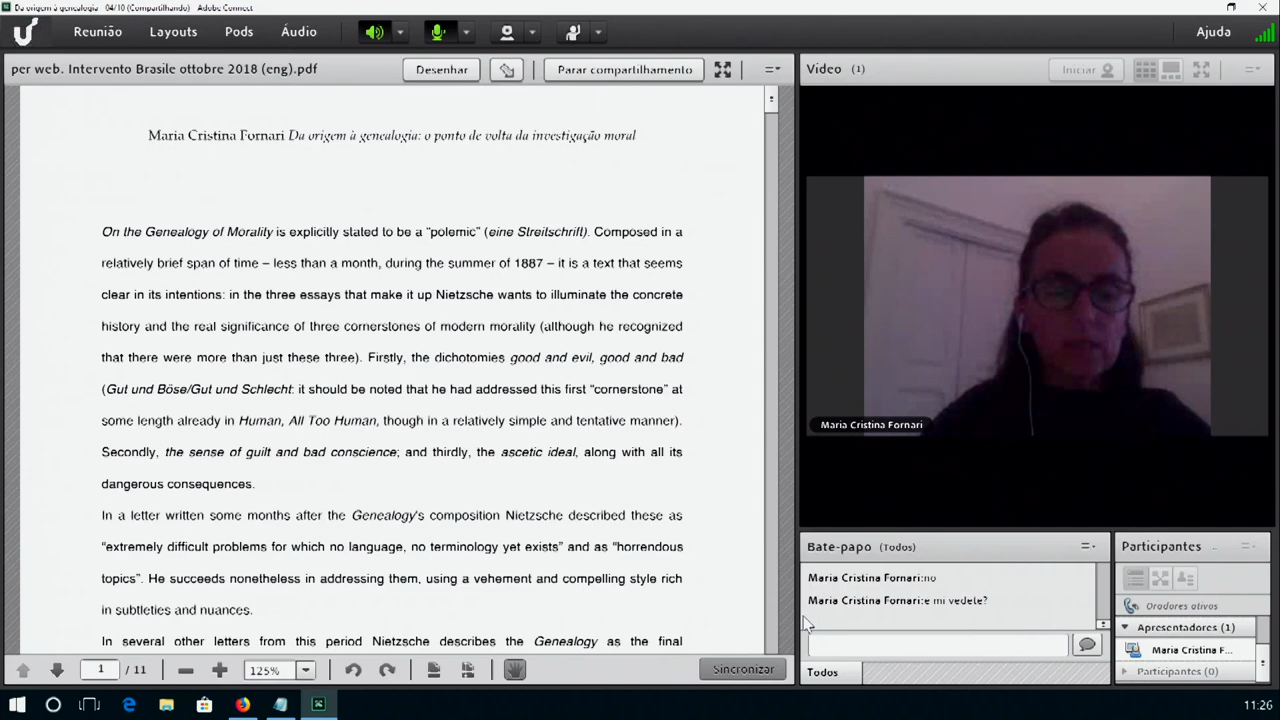 Da origem à genealogia - 04/10 (Compartilhando) - Adobe Connect
Reunião Layouts Pods Áudio Ajuda
per web. Intervento Brasile ottobre 2018 (eng).pdf Desenhar Parar compartilhamento
Maria Cristina Fornari Da origem à genealogia: o ponto de volta da investigação moral
On the Genealogy of Morality is explicitly stated to be a “polemic” (eine Streitschrift). Composed in a
relatively brief span of time – less than a month, during the summer of 1887 – it is a text that seems
clear in its intentions: in the three essays that make it up Nietzsche wants to illuminate the concrete
history and the real significance of three cornerstones of modern morality (although he recognized
that there were more than just these three). Firstly, the dichotomies good and evil, good and bad
(Gut und Böse/Gut und Schlecht: it should be noted that he had addressed this first “cornerstone” at
some length already in Human, All Too Human, though in a relatively simple and tentative manner).
Secondly, the sense of guilt and bad conscience; and thirdly, the ascetic ideal, along with all its
dangerous consequences.
In a letter written some months after the Genealogy's composition Nietzsche described these as
“extremely difficult problems for which no language, no terminology yet exists” and as “horrendous
topics”. He succeeds nonetheless in addressing them, using a vehement and compelling style rich
in subtleties and nuances.
In several other letters from this period Nietzsche describes the Genealogy as the final
1 / 11 125% Sincronizar
Vídeo (1) Iniciar
Maria Cristina Fornari
Bate-papo (Todos)
Maria Cristina Fornari:no
Maria Cristina Fornari:e mi vedete?
Todos
Participantes
Oradores ativos
Apresentadores (1)
Maria Cristina F...
Participantes (0)
11:26